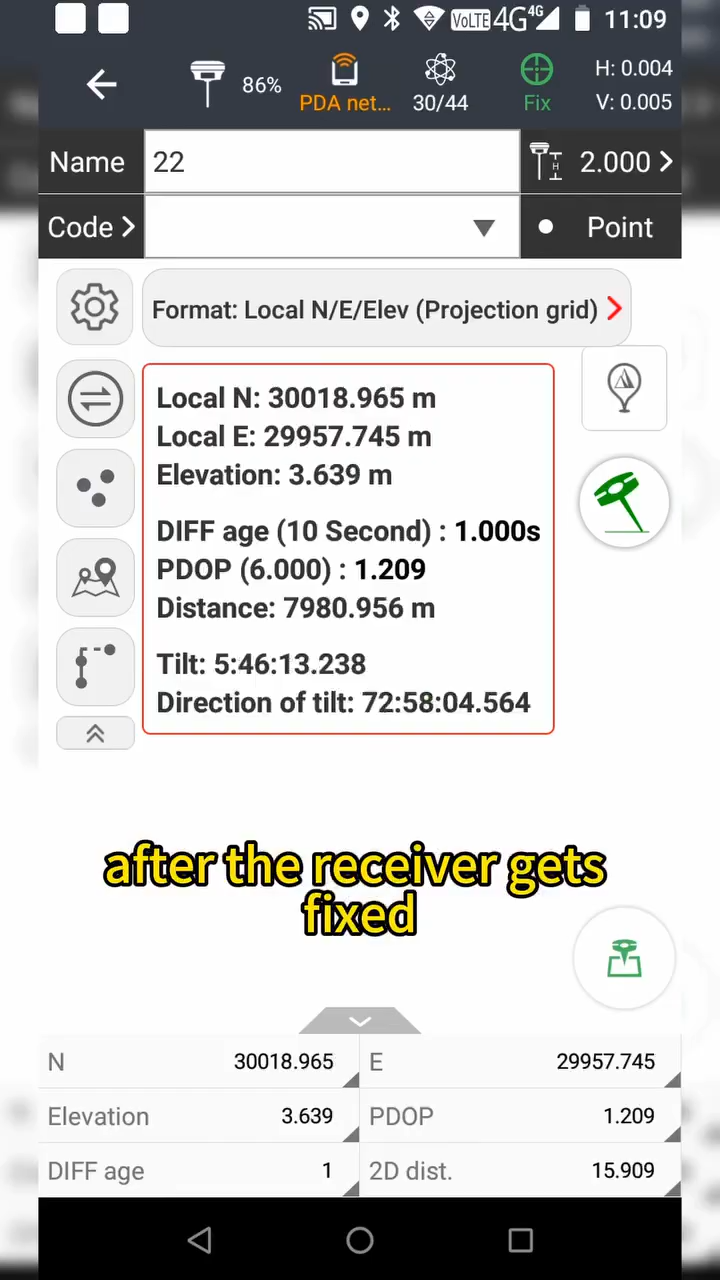 VoLTE 4G 4G 11:09
86% PDA net... 30/44 Fix H: 0.004 V: 0.005
Name 22 H 2.000
Code Point
Format: Local N/E/Elev (Projection grid)
Local N: 30018.965 m
Local E: 29957.745 m
Elevation: 3.639 m
DIFF age (10 Second) : 1.000s
PDOP (6.000) : 1.209
Distance: 7980.956 m
Tilt: 5:46:13.238
Direction of tilt: 72:58:04.564
after the receiver gets
fixed
N 30018.965 E 29957.745
Elevation 3.639 PDOP 1.209
DIFF age 1 2D dist. 15.909